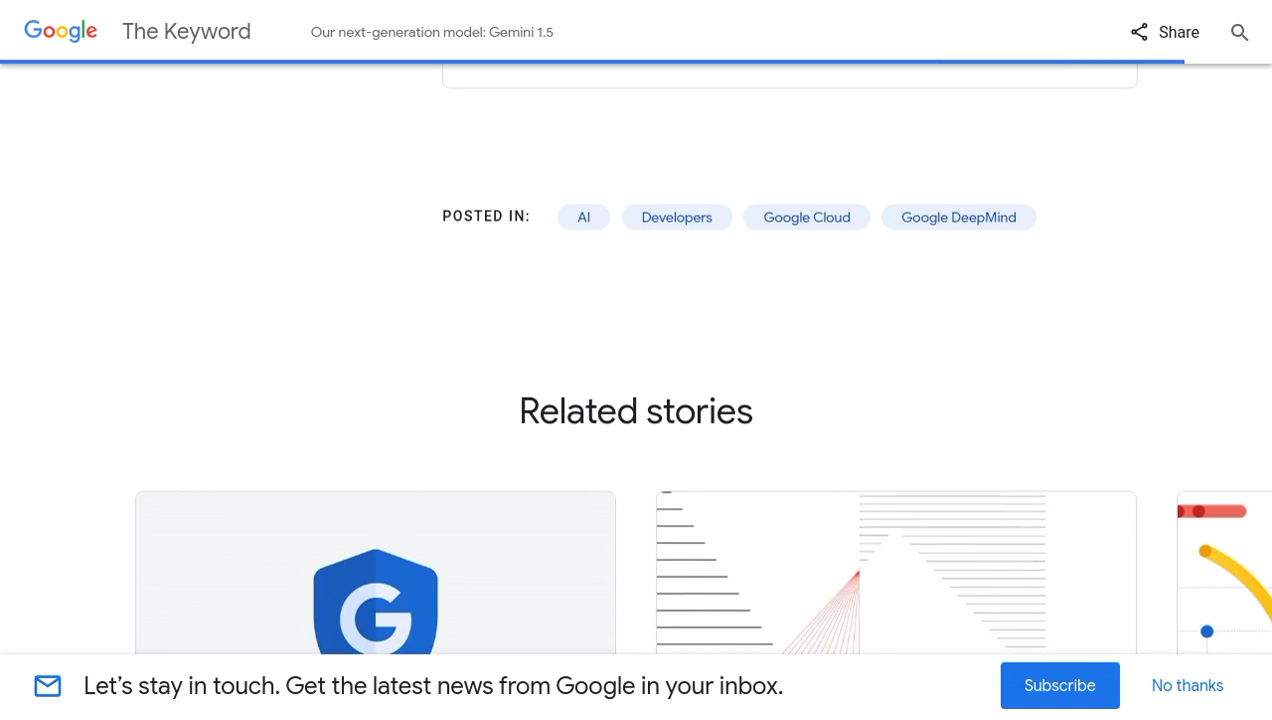 Google The Keyword Our next-generation model: Gemini 1.5 Share
POSTED IN: AI Developers Google Cloud Google DeepMind
Related stories
G
Let’s stay in touch. Get the latest news from Google in your inbox. Subscribe No thanks